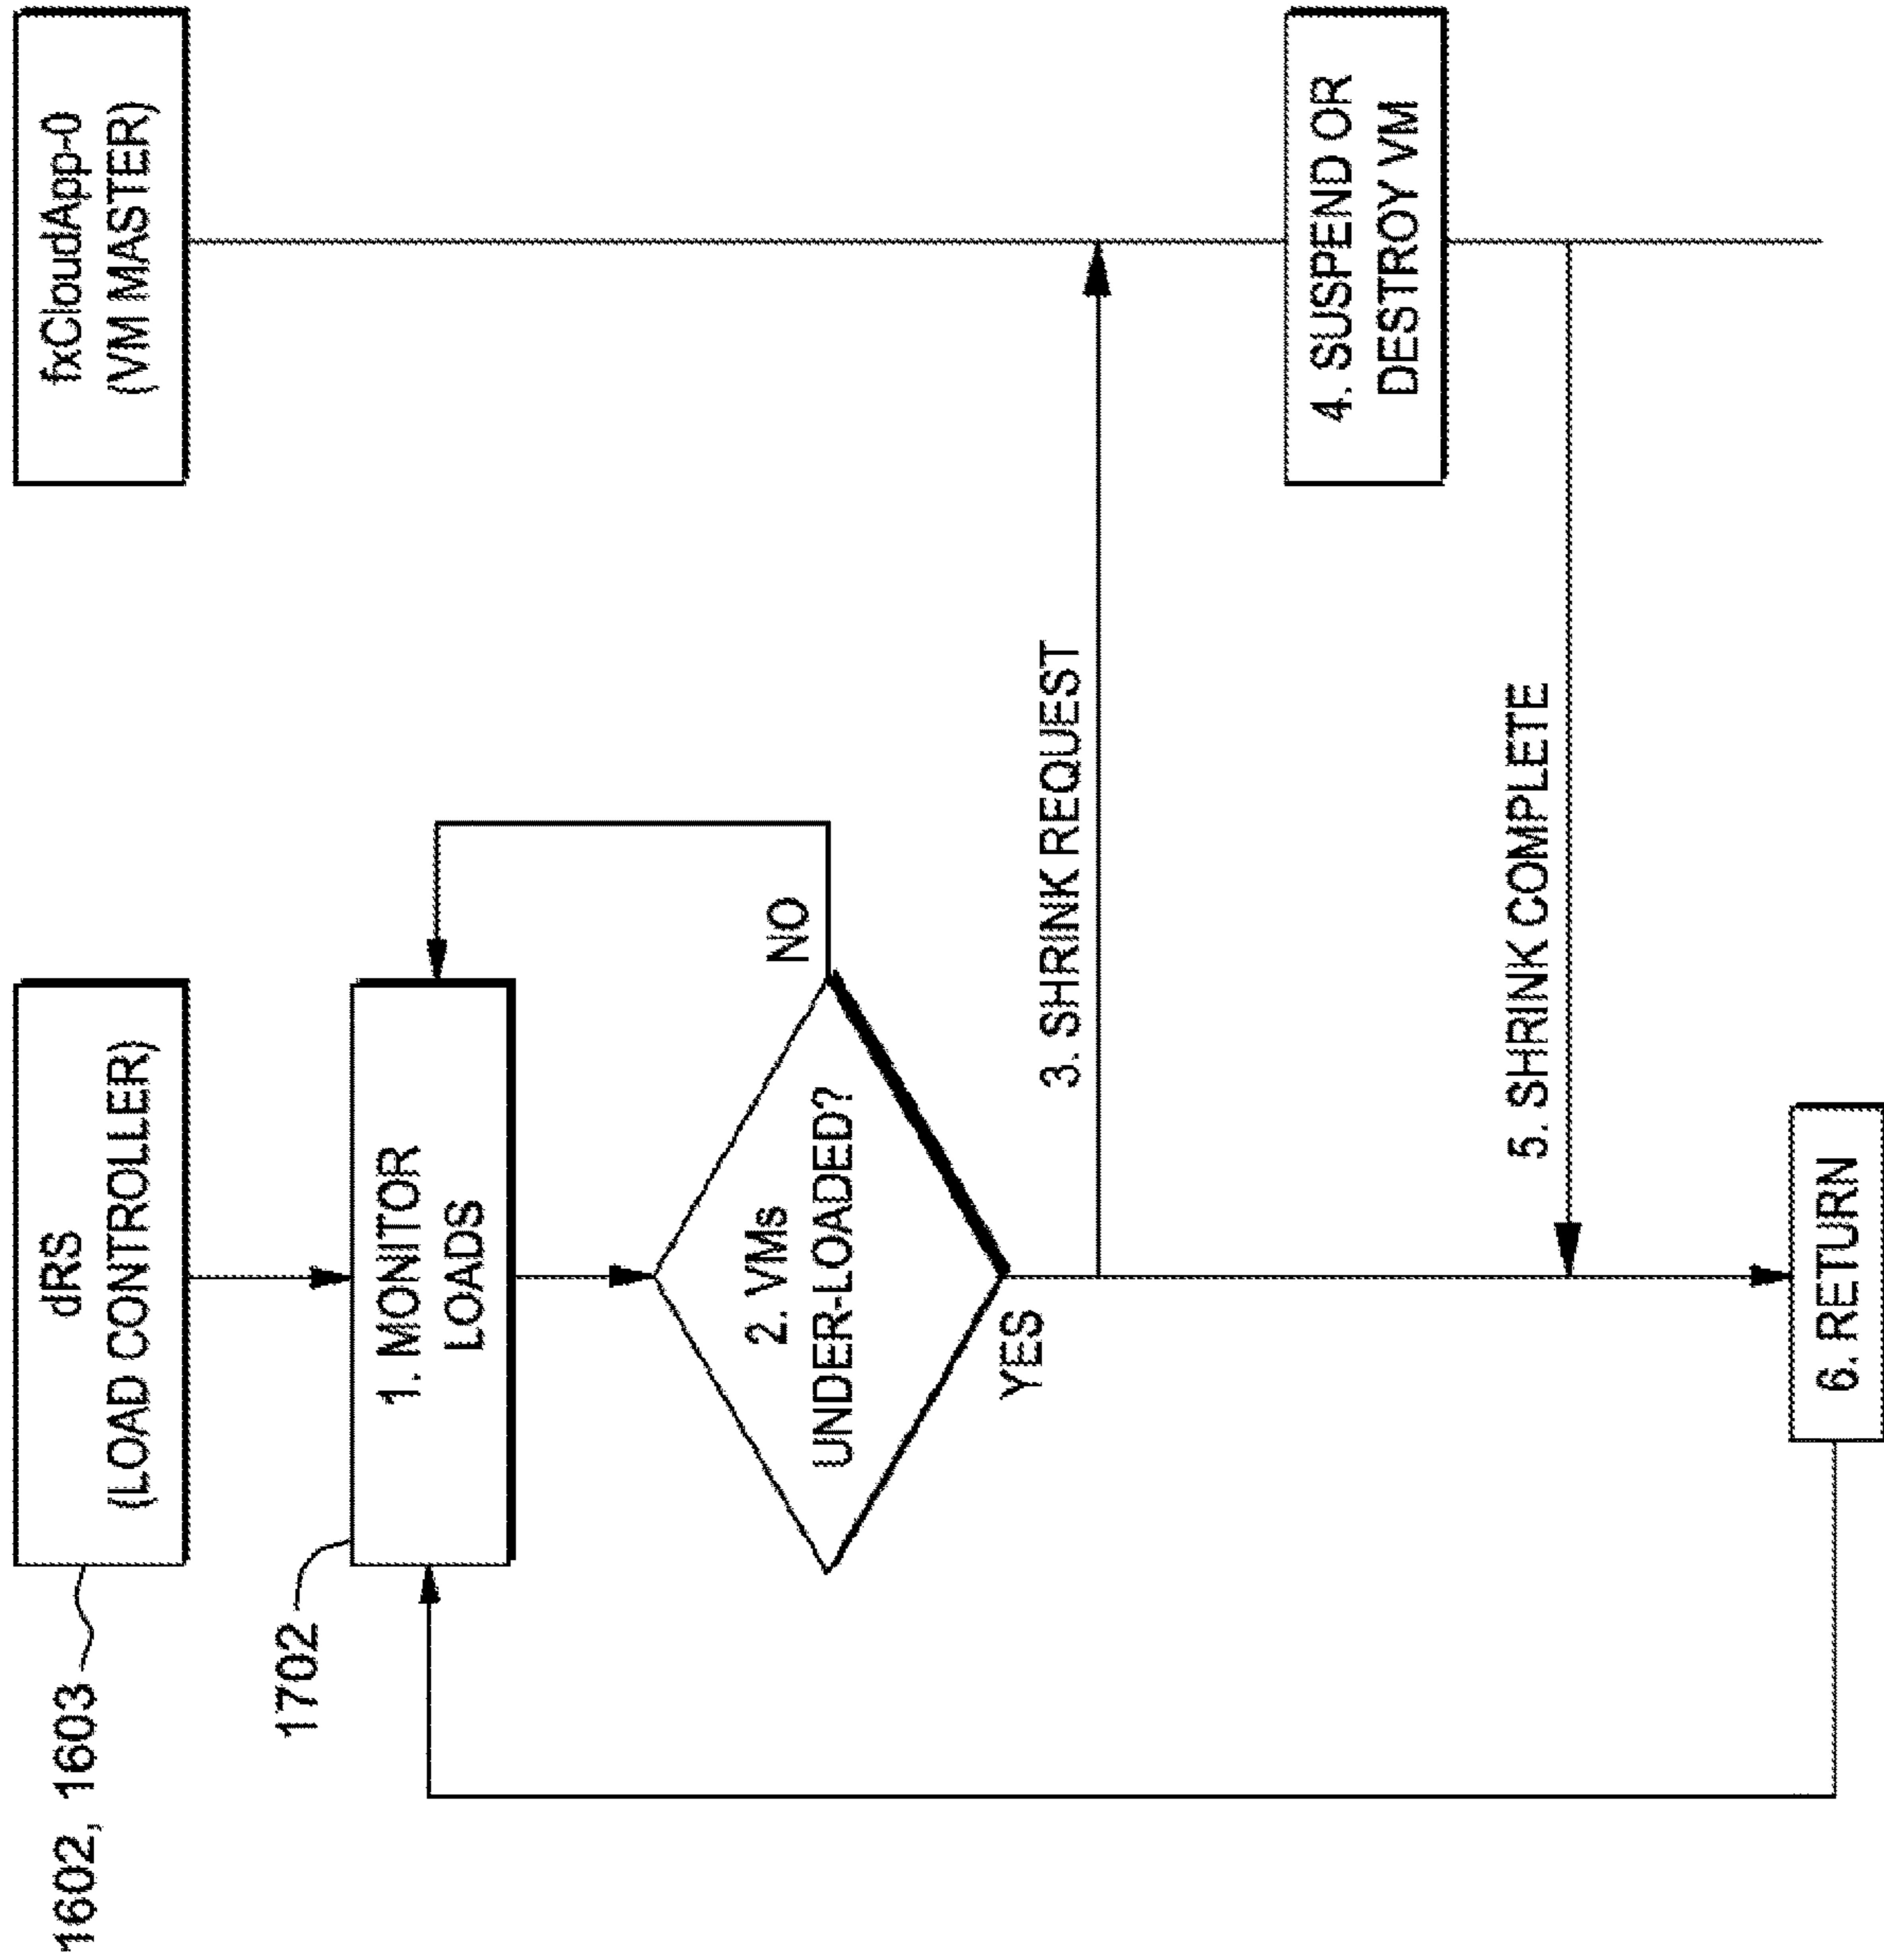 1602, 1603
dRS
(LOAD CONTROLLER)
fxCloudApp-0
(VM MASTER)
1702
1. MONITOR
LOADS
2. VMs
UNDER-LOADED?
NO
YES
3. SHRINK REQUEST
4. SUSPEND OR
DESTROY VM
5. SHRINK COMPLETE
6. RETURN